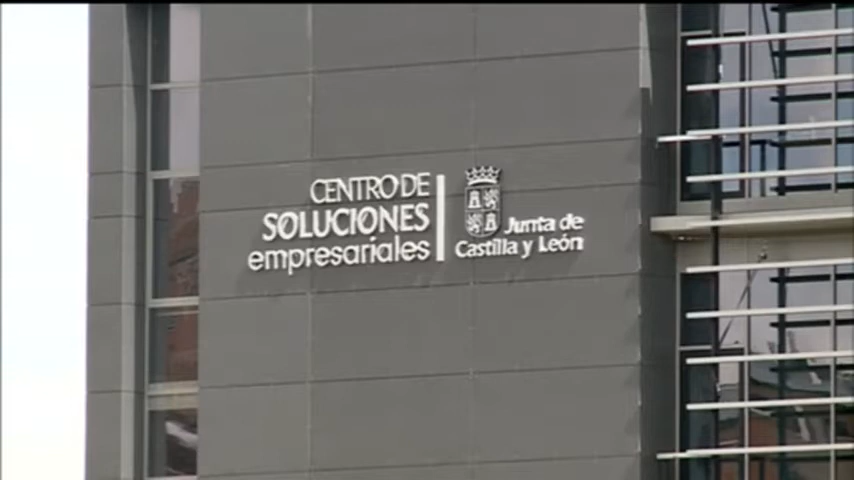 CENTRO DE
SOLUCIONES
empresariales
Junta de
Castilla y León